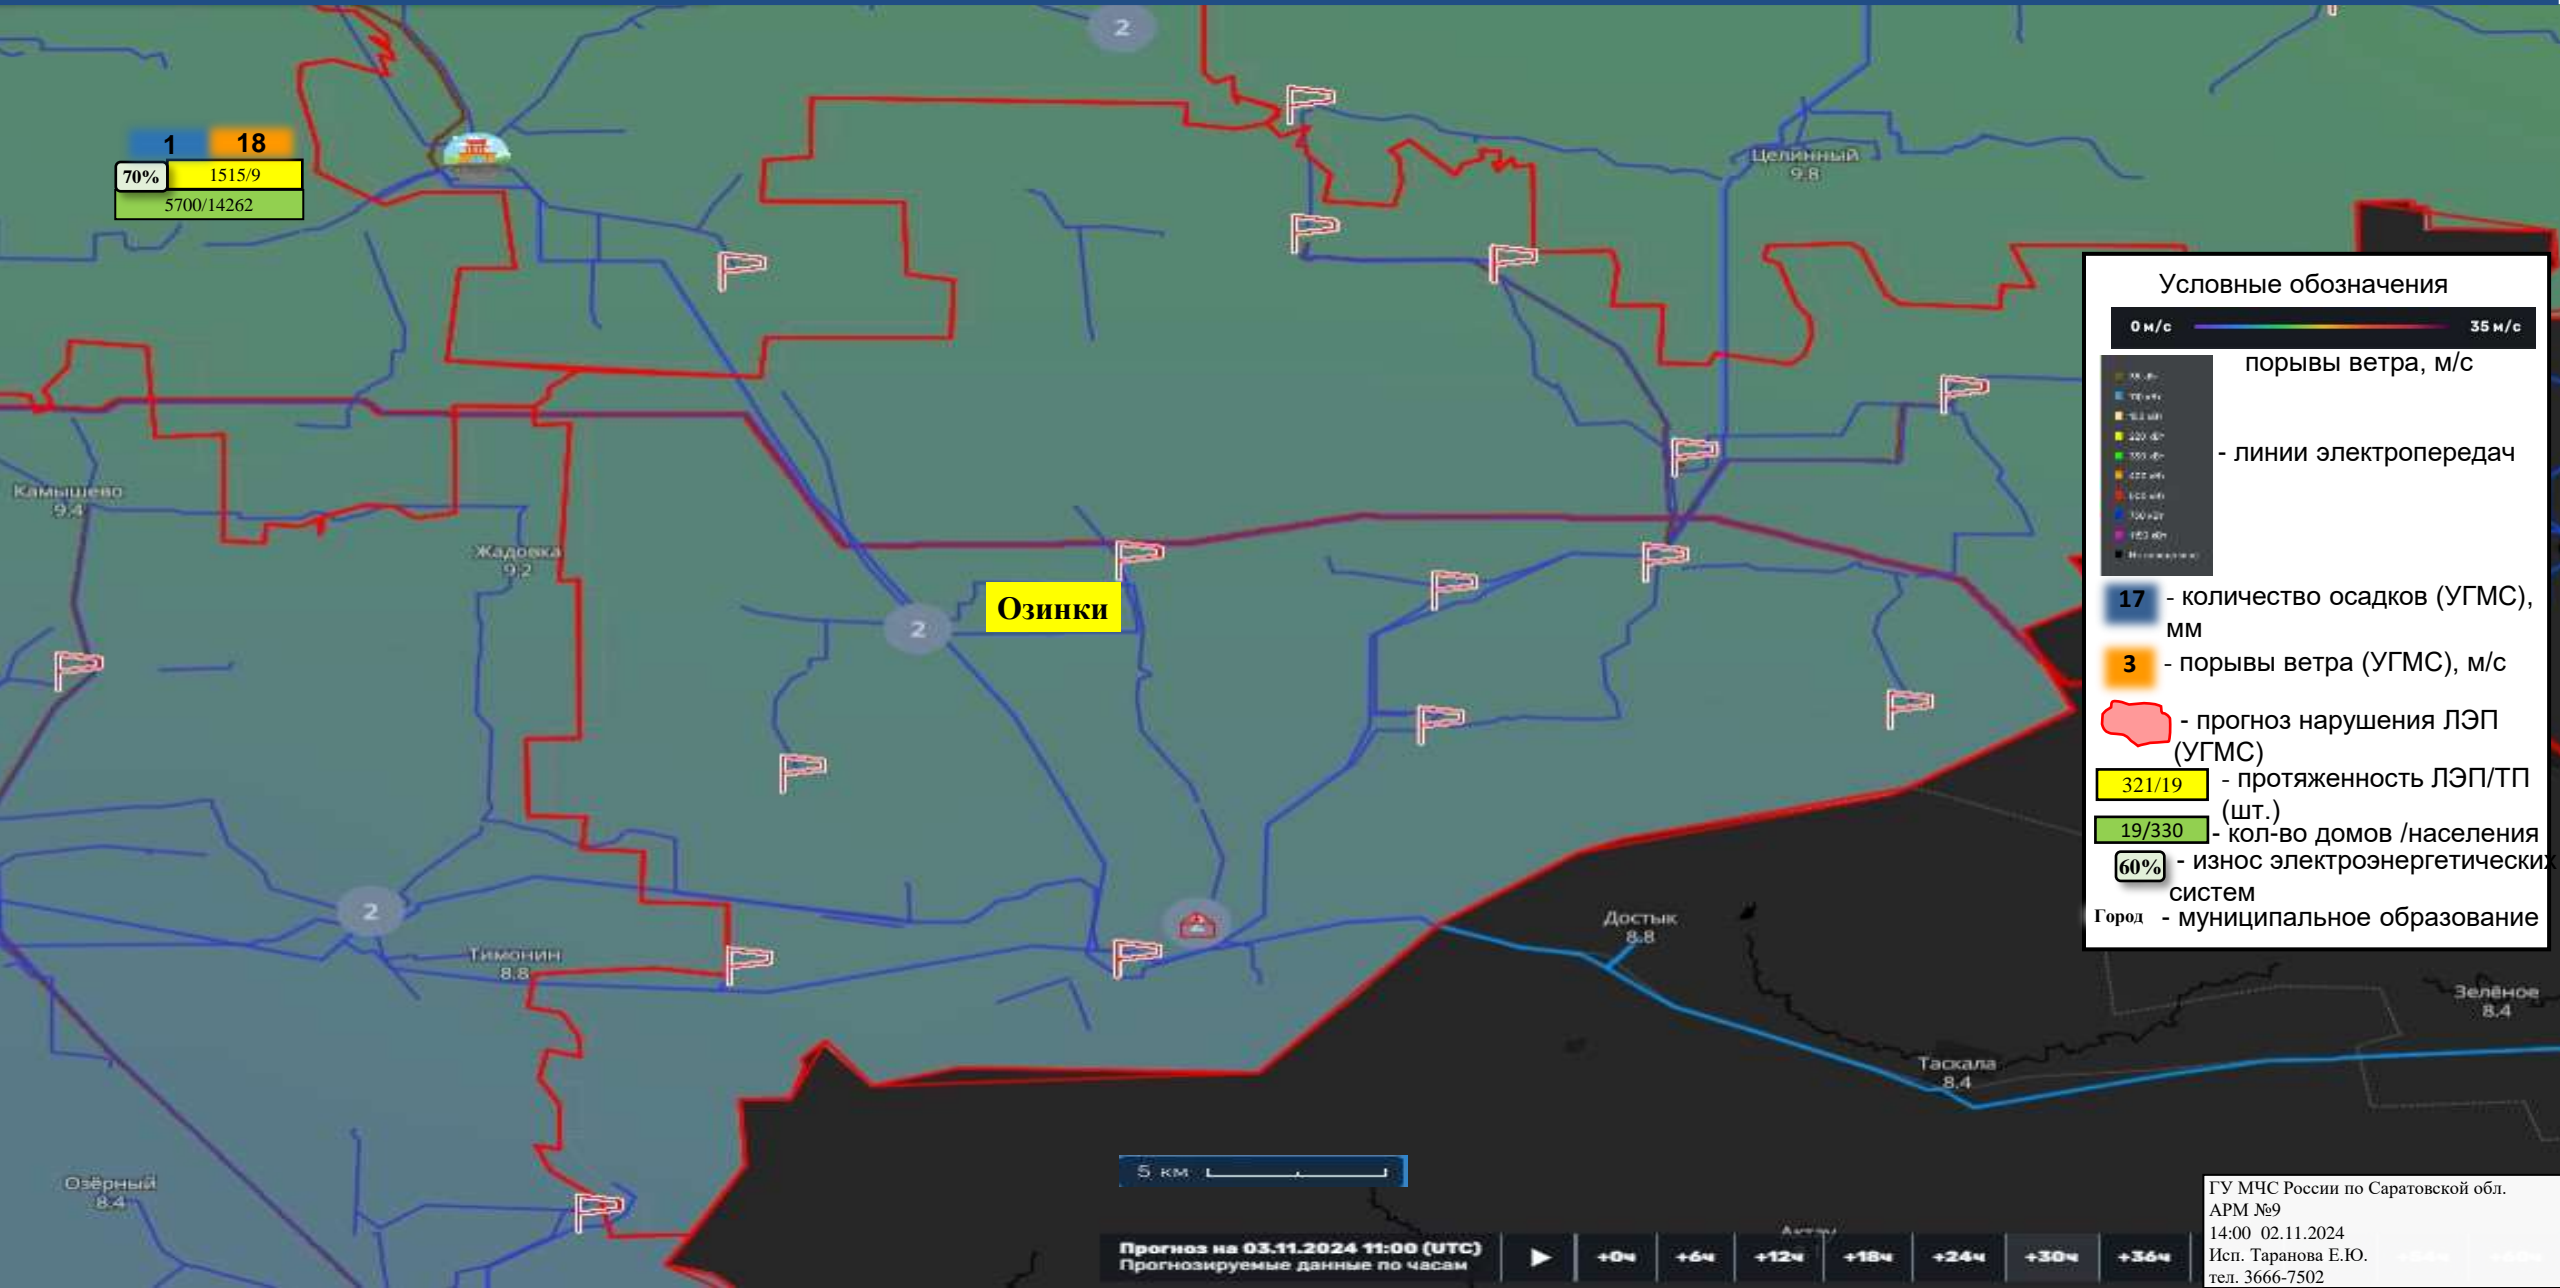 2
1 18
70% 1515/9
5700/14262
Целинный
9.8
Камышево
9.4
Жадовка
9.2
Озинки
2
2
Тимонин
8.8
Озёрный
8.4
Достык
8.8
Таскала
8.4
Зелёное
8.4
Условные обозначения
0 м/с 35 м/с
порывы ветра, м/с
- линии электропередач
17 - количество осадков (УГМС),
мм
3 - порывы ветра (УГМС), м/с
- прогноз нарушения ЛЭП
(УГМС)
321/19 - протяженность ЛЭП/ТП
(шт.)
19/330 - кол-во домов /населения
60% - износ электроэнергетических
систем
Город - муниципальное образование
5 км
Прогноз на 03.11.2024 11:00 (UTC)
Прогнозируемые данные по часам
+0ч +6ч +12ч +18ч +24ч +30ч +36ч
ГУ МЧС России по Саратовской обл.
АРМ №9
14:00 02.11.2024
Исп. Таранова Е.Ю.
тел. 3666-7502